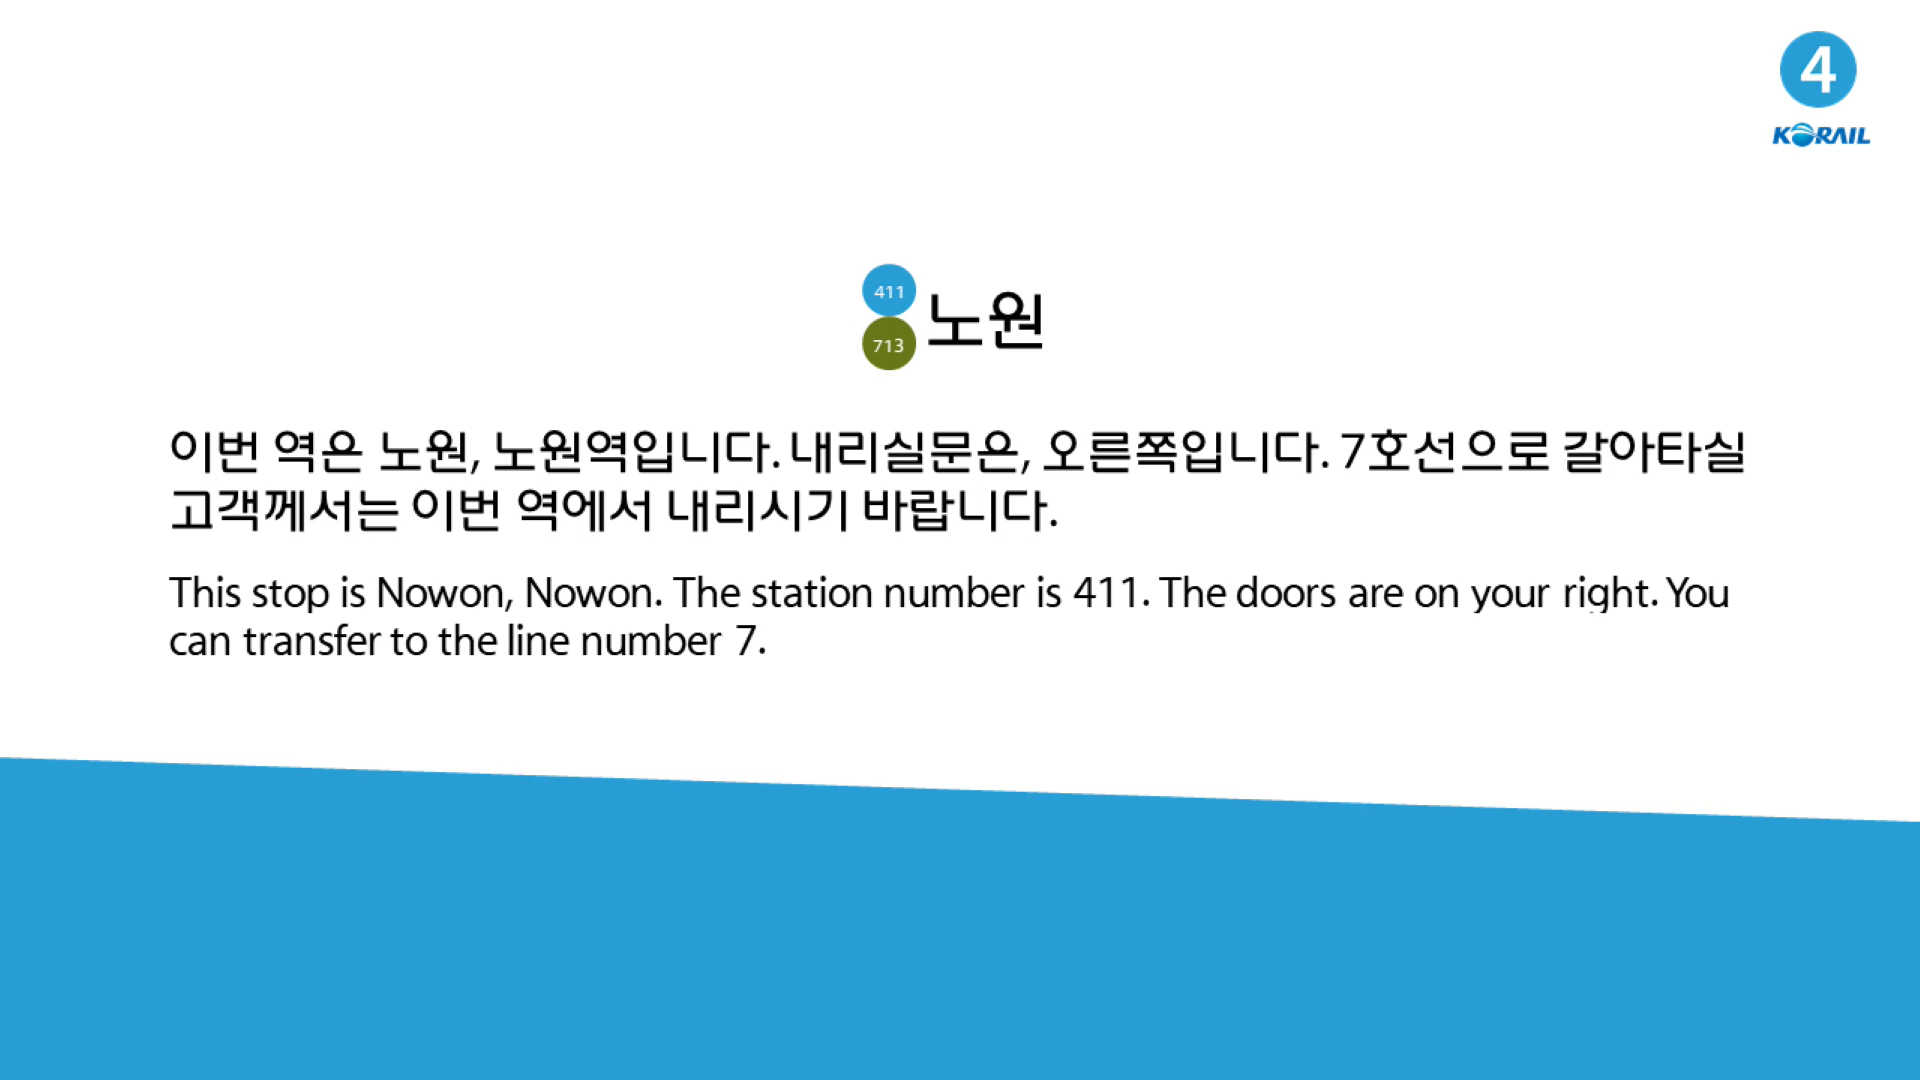 4
KORAIL
411
713
노원
이번 역은 노원, 노원역입니다. 내리실문은, 오른쪽입니다. 7호선으로 갈아타실
고객께서는 이번 역에서 내리시기 바랍니다.
This stop is Nowon, Nowon. The station number is 411. The doors are on your right. You
can transfer to the line number 7.